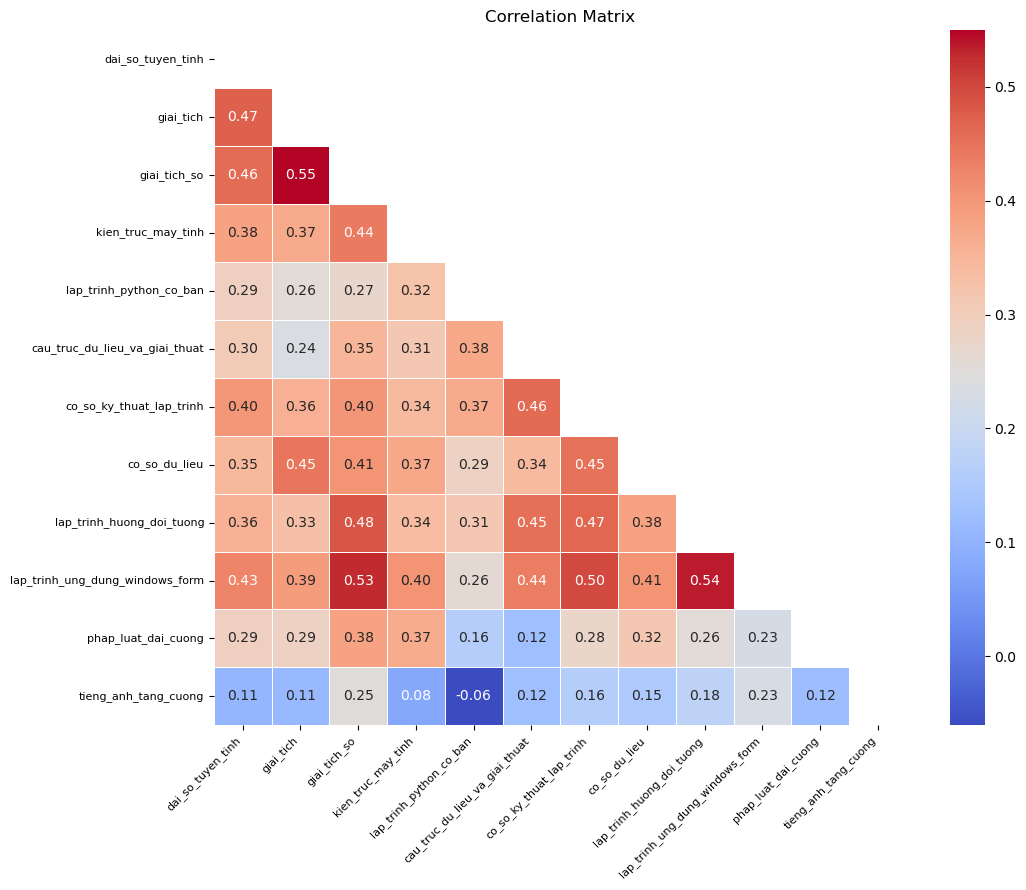 Correlation Matrix
dai_so_tuyen_tinh
giai_tich 0.47
giai_tich_so 0.46 0.55
kien_truc_may_tinh 0.38 0.37 0.44
lap_trinh_python_co_ban 0.29 0.26 0.27 0.32
cau_truc_du_lieu_va_giai_thuat 0.30 0.24 0.35 0.31 0.38
co_so_ky_thuat_lap_trinh 0.40 0.36 0.40 0.34 0.37 0.46
co_so_du_lieu 0.35 0.45 0.41 0.37 0.29 0.34 0.45
lap_trinh_huong_doi_tuong 0.36 0.33 0.48 0.34 0.31 0.45 0.47 0.38
lap_trinh_ung_dung_windows_form 0.43 0.39 0.53 0.40 0.26 0.44 0.50 0.41 0.54
phap_luat_dai_cuong 0.29 0.29 0.38 0.37 0.16 0.12 0.28 0.32 0.26 0.23
tieng_anh_tang_cuong 0.11 0.11 0.25 0.08 -0.06 0.12 0.16 0.15 0.18 0.23 0.12
dai_so_tuyen_tinh
giai_tich
giai_tich_so
kien_truc_may_tinh
lap_trinh_python_co_ban
cau_truc_du_lieu_va_giai_thuat
co_so_ky_thuat_lap_trinh
co_so_du_lieu
lap_trinh_huong_doi_tuong
lap_trinh_ung_dung_windows_form
phap_luat_dai_cuong
tieng_anh_tang_cuong
0.5
0.4
0.3
0.2
0.1
0.0